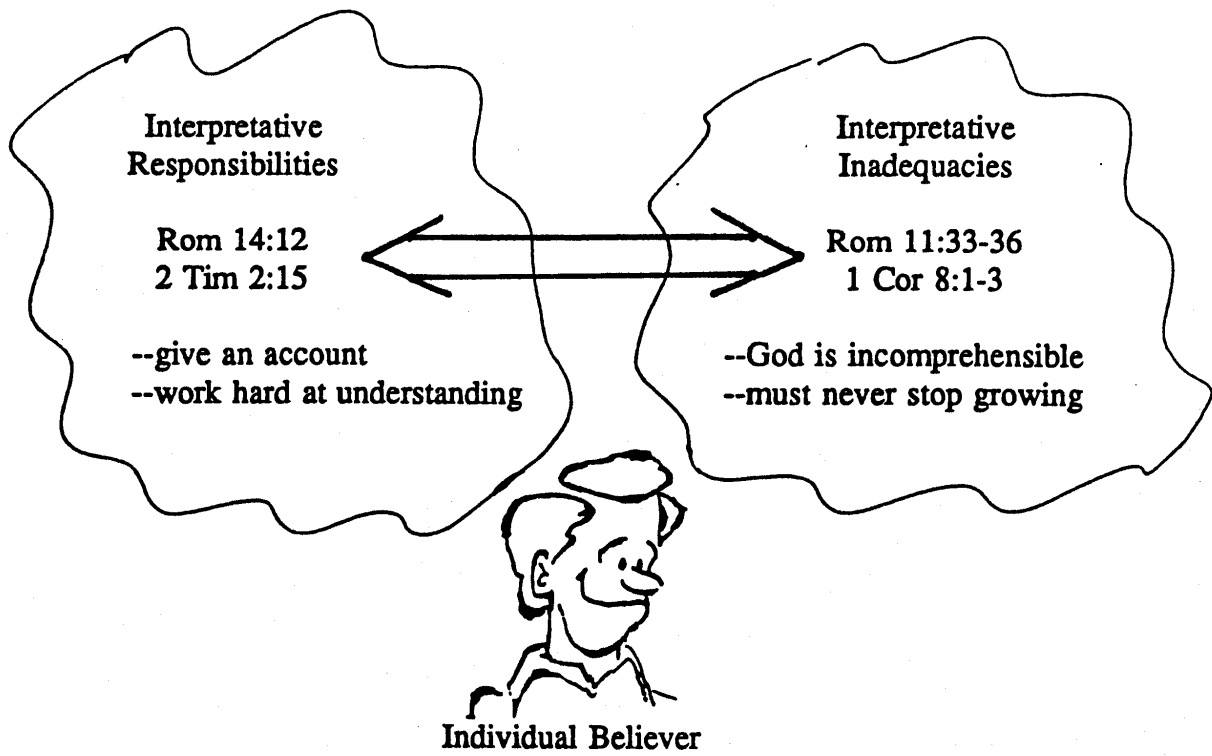 Interpretative
Responsibilities
Rom 14:12
2 Tim 2:15
--give an account
--work hard at understanding
Interpretative
Inadequacies
Rom 11:33-36
1 Cor 8:1-3
--God is incomprehensible
--must never stop growing
Individual Believer